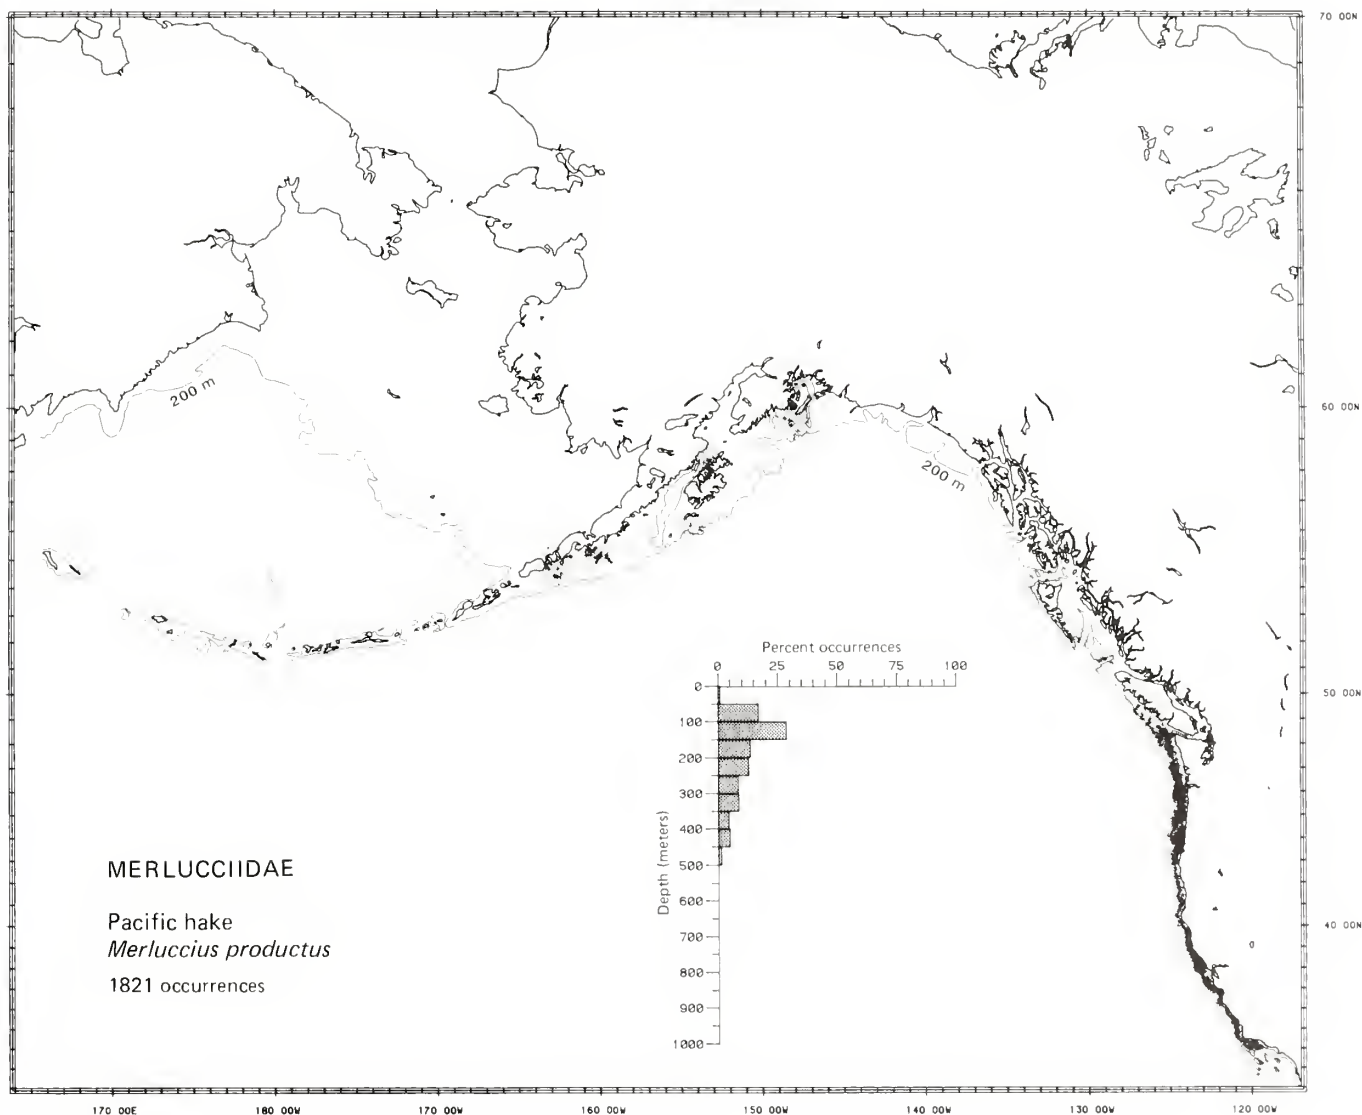 70 00N
200 m
60 00N
200 m
Percent occurrences
0 25 50 75 100
50 00N
0
100
200
300
400
500
600
700
800
900
1000
Depth (meters)
MERLUCCIIDAE
Pacific hake
Merluccius productus
1821 occurrences
40 00N
170 00E 180 00W 170 00W 160 00W 150 00W 140 00W 130 00W 120 00W